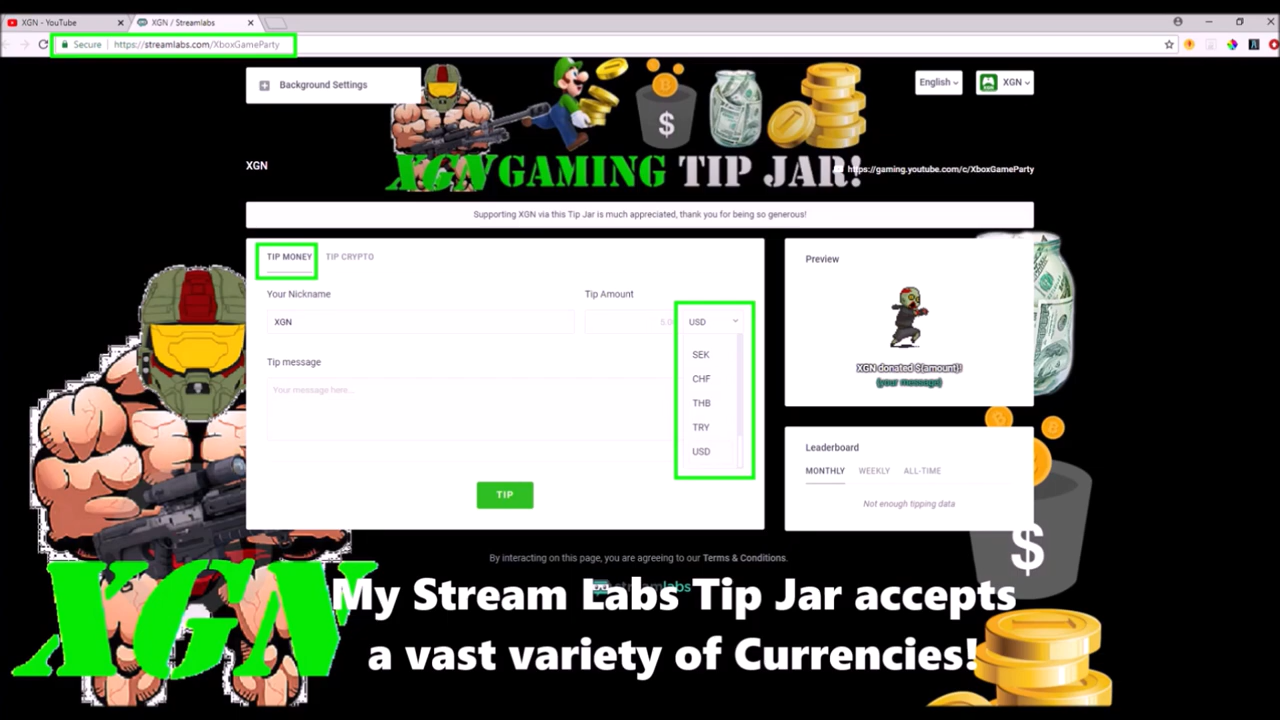 XGN - YouTube
XGN / Streamlabs
Secure
https://streamlabs.com/XboxGameParty
Background Settings
$
English
XGN
XGN
XGN GAMING TIP JAR!
https://gaming.youtube.com/c/XboxGameParty
Supporting XGN via this Tip Jar is much appreciated, thank you for being so generous!
TIP MONEY
TIP CRYPTO
Preview
Your Nickname
Tip Amount
XGN
USD
SEK
CHF
THB
TRY
USD
Tip message
Your message here...
XGN donated ${amount}!
{your message}
Leaderboard
MONTHLY
WEEKLY
ALL-TIME
Not enough tipping data
TIP
By interacting on this page, you are agreeing to our Terms & Conditions.
streamlabs
$
XGN
My Stream Labs Tip Jar accepts
a vast variety of Currencies!